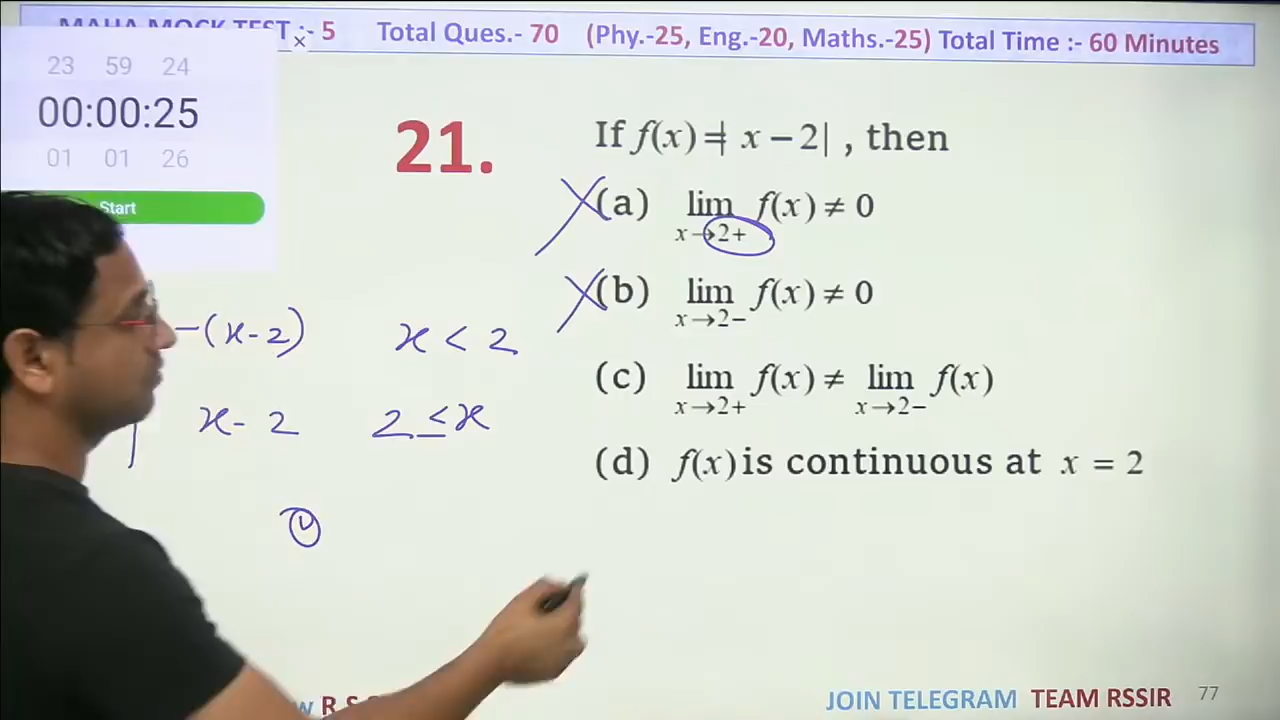 MAHA MOCK TEST :- 5 Total Ques.- 70 (Phy.-25, Eng.-20, Maths.-25) Total Time :- 60 Minutes
23 59 24
00:00:25
01 01 26
Start
21. If f(x)=| x − 2| , then
(a) lim x→2+ f(x) ≠ 0
(b) lim x→2− f(x) ≠ 0
(c) lim x→2+ f(x) ≠ lim x→2− f(x)
(d) f(x) is continuous at x = 2
−(x-2) x < 2
x- 2 2 ≤ x
JOIN TELEGRAM TEAM RSSIR 77